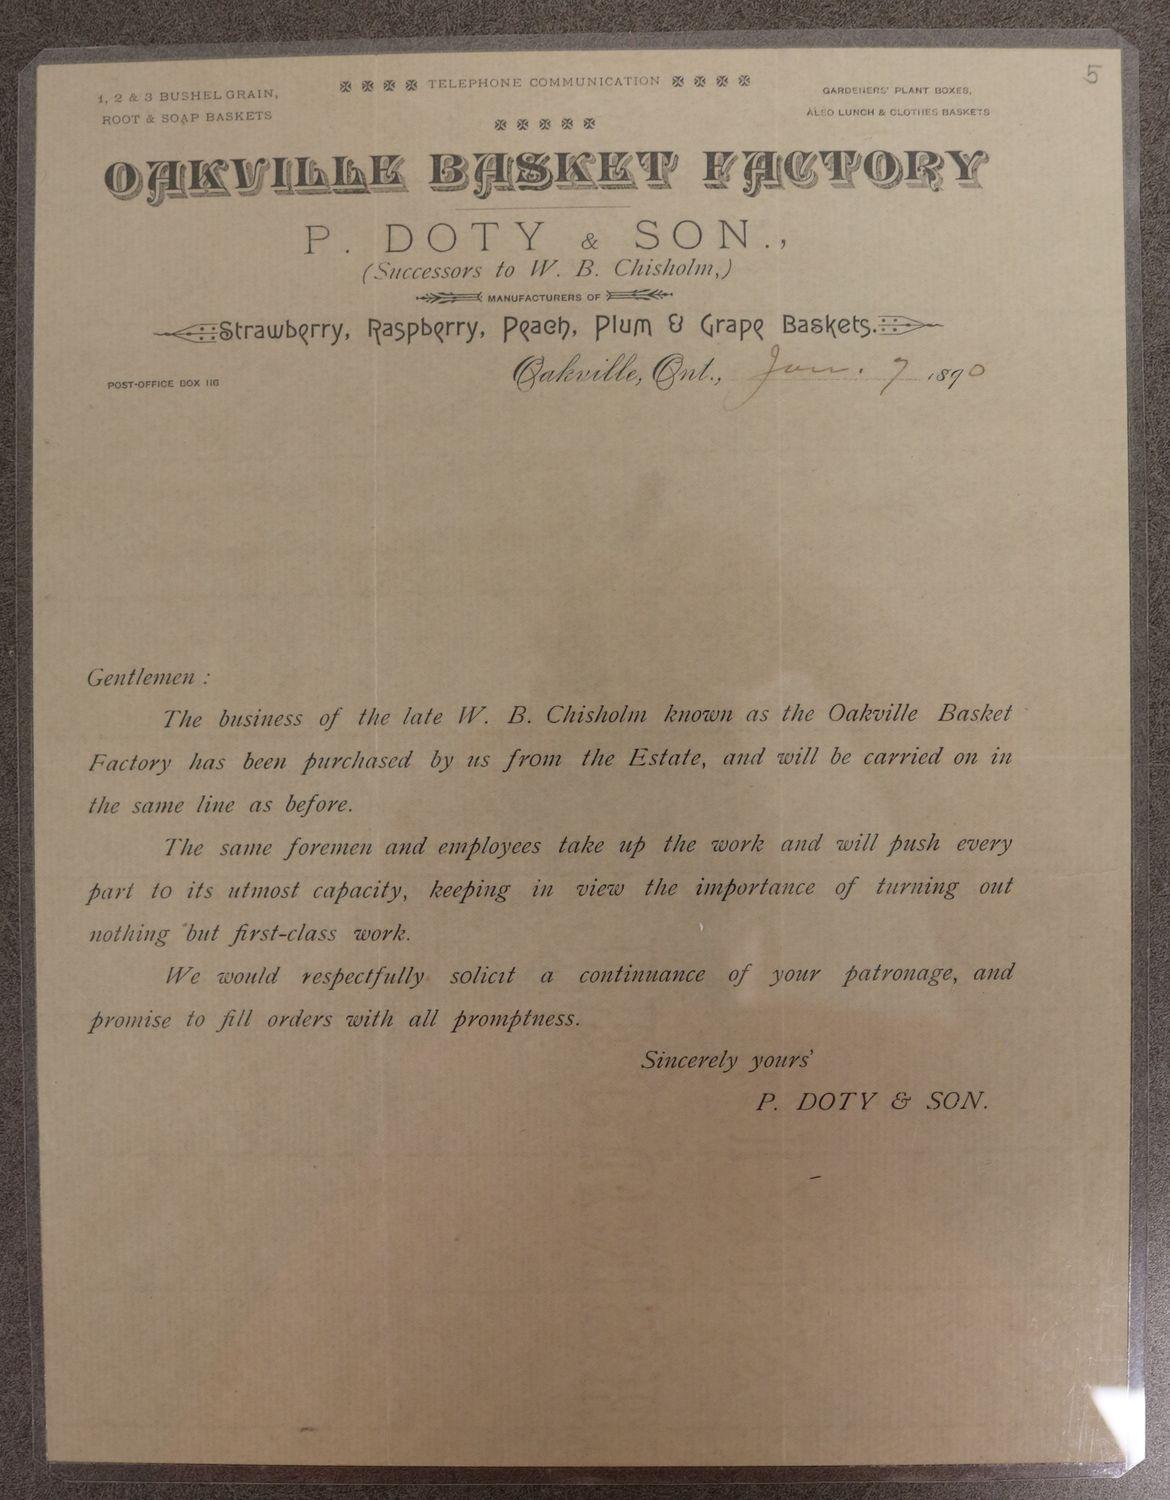 5
1, 2 & 3 BUSHEL GRAIN,
ROOT & SOAP BASKETS
TELEPHONE COMMUNICATION
GARDENERS' PLANT BOXES,
ALSO LUNCH & CLOTHES BASKETS
OAKVILLE BASKET FACTORY
P. DOTY & SON.,
(Successors to W. B. Chisholm,)
MANUFACTURERS OF
Strawberry, Raspberry, Peach, Plum & Grape Baskets.
POST-OFFICE BOX 116
Oakville, Ont., Jan. 7 1890
Gentlemen :
The business of the late W. B. Chisholm known as the Oakville Basket
Factory has been purchased by us from the Estate, and will be carried on in
the same line as before.
The same foremen and employees take up the work and will push every
part to its utmost capacity, keeping in view the importance of turning out
nothing but first-class work.
We would respectfully solicit a continuance of your patronage, and
promise to fill orders with all promptness.
Sincerely yours'
P. DOTY & SON.